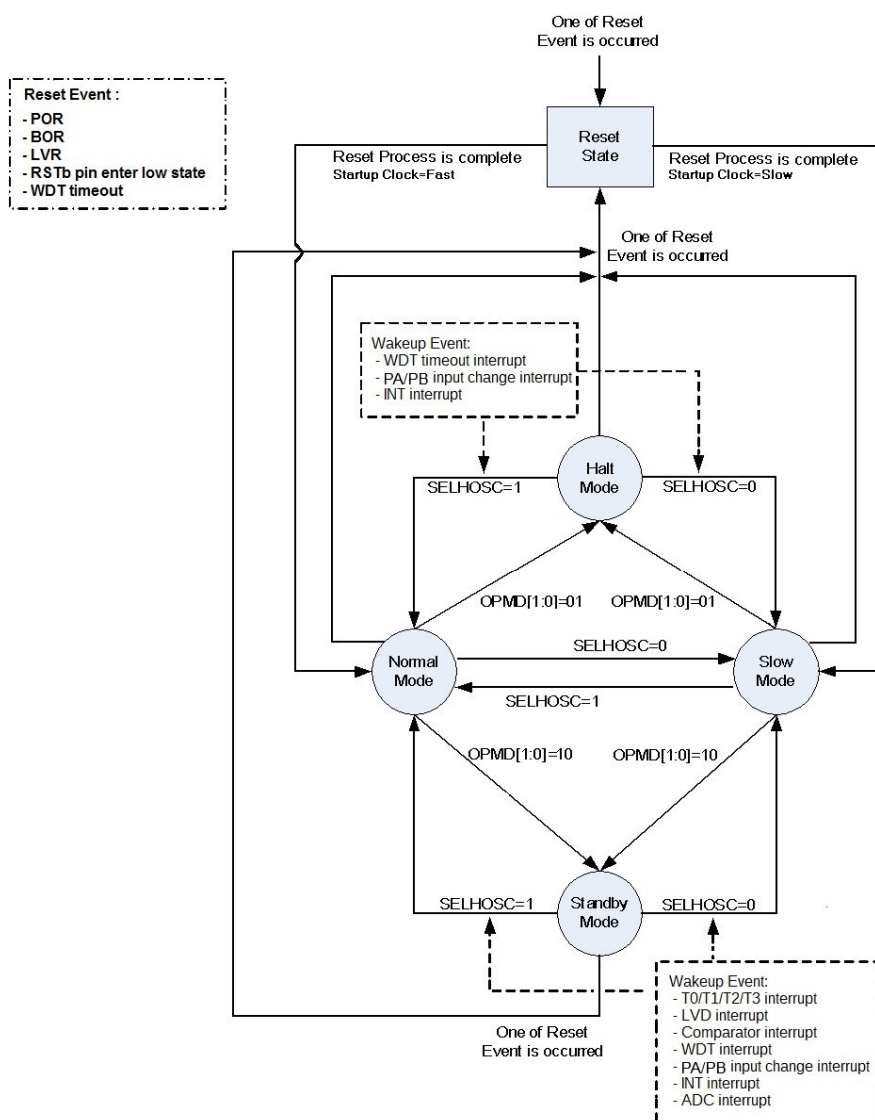 One of Reset
Event is occurred
Reset Event :
- POR
- BOR
- LVR
- RSTb pin enter low state
- WDT timeout
Reset
State
Reset Process is complete
Startup Clock=Fast
Reset Process is complete
Startup Clock=Slow
One of Reset
Event is occurred
Wakeup Event:
- WDT timeout interrupt
- PA/PB input change interrupt
- INT interrupt
Halt
Mode
SELHOSC=1
SELHOSC=0
OPMD[1:0]=01
OPMD[1:0]=01
Normal
Mode
SELHOSC=0
Slow
Mode
SELHOSC=1
OPMD[1:0]=10
OPMD[1:0]=10
SELHOSC=1
Standby
Mode
SELHOSC=0
One of Reset
Event is occurred
Wakeup Event:
- T0/T1/T2/T3 interrupt
- LVD interrupt
- Comparator interrupt
- WDT interrupt
- PA/PB input change interrupt
- INT interrupt
- ADC interrupt